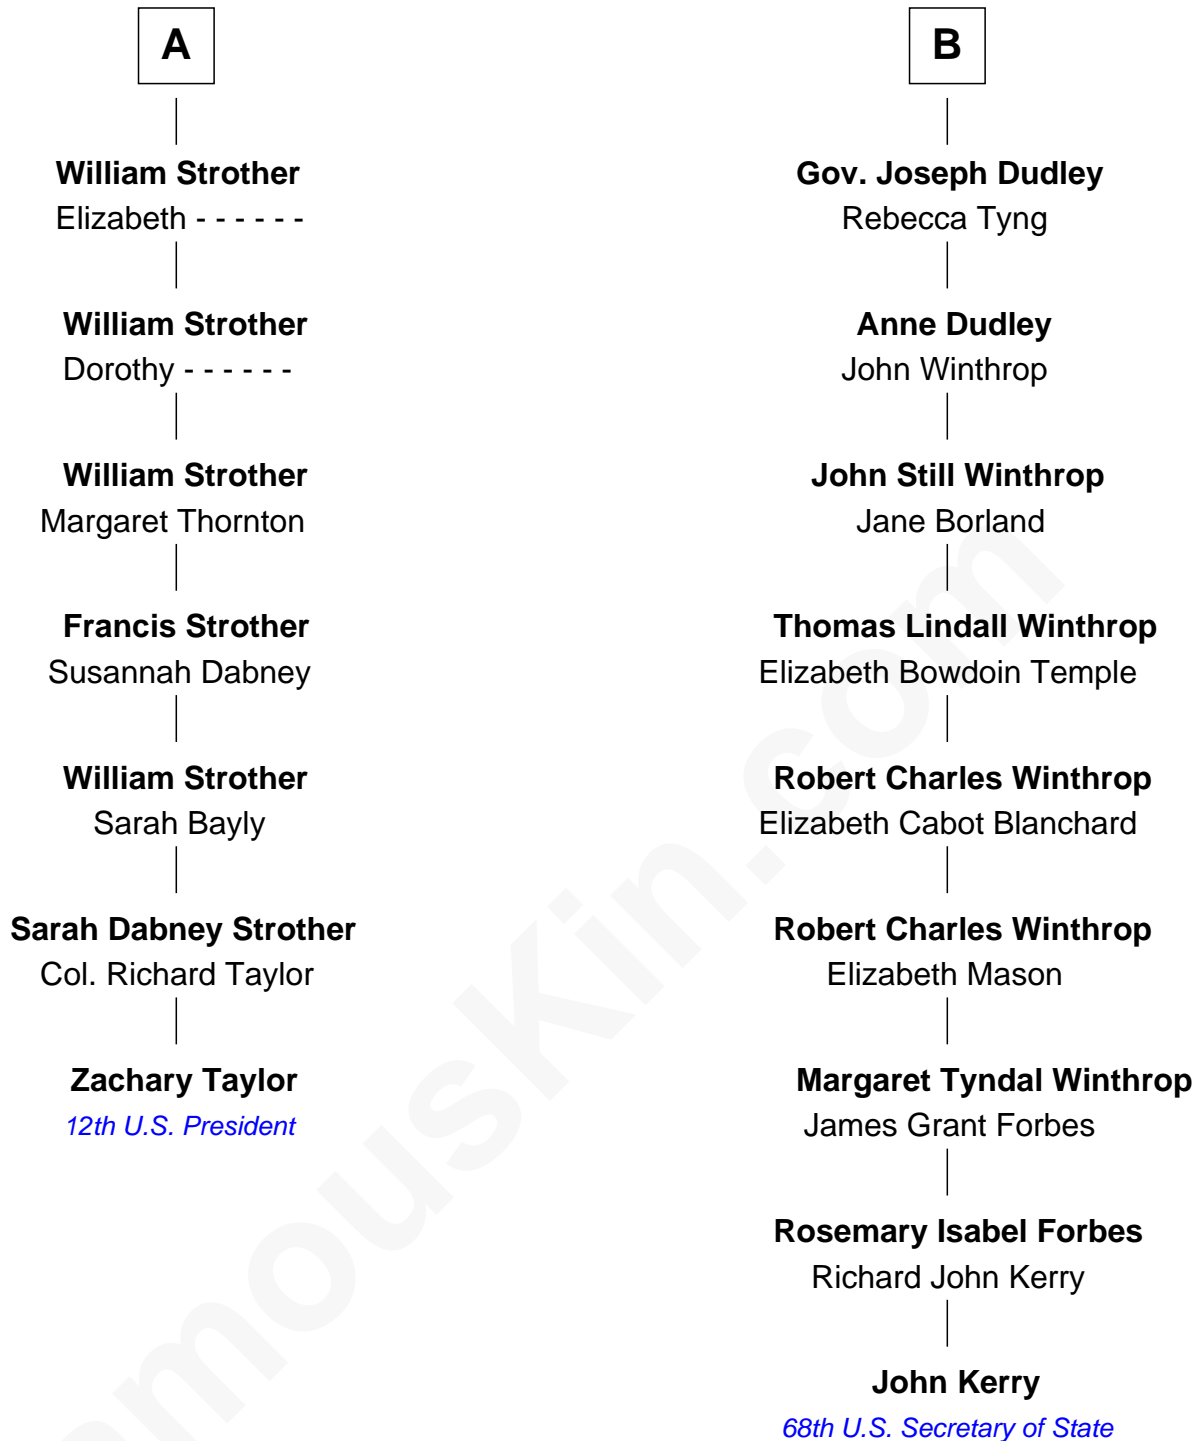 A
William Strother
Elizabeth - - - - - -
William Strother
Dorothy - - - - - -
William Strother
Margaret Thornton
Francis Strother
Susannah Dabney
William Strother
Sarah Bayly
Sarah Dabney Strother
Col. Richard Taylor
Zachary Taylor
12th U.S. President
B
Gov. Joseph Dudley
Rebecca Tyng
Anne Dudley
John Winthrop
John Still Winthrop
Jane Borland
Thomas Lindall Winthrop
Elizabeth Bowdoin Temple
Robert Charles Winthrop
Elizabeth Cabot Blanchard
Robert Charles Winthrop
Elizabeth Mason
Margaret Tyndal Winthrop
James Grant Forbes
Rosemary Isabel Forbes
Richard John Kerry
John Kerry
68th U.S. Secretary of State
amouskin.com